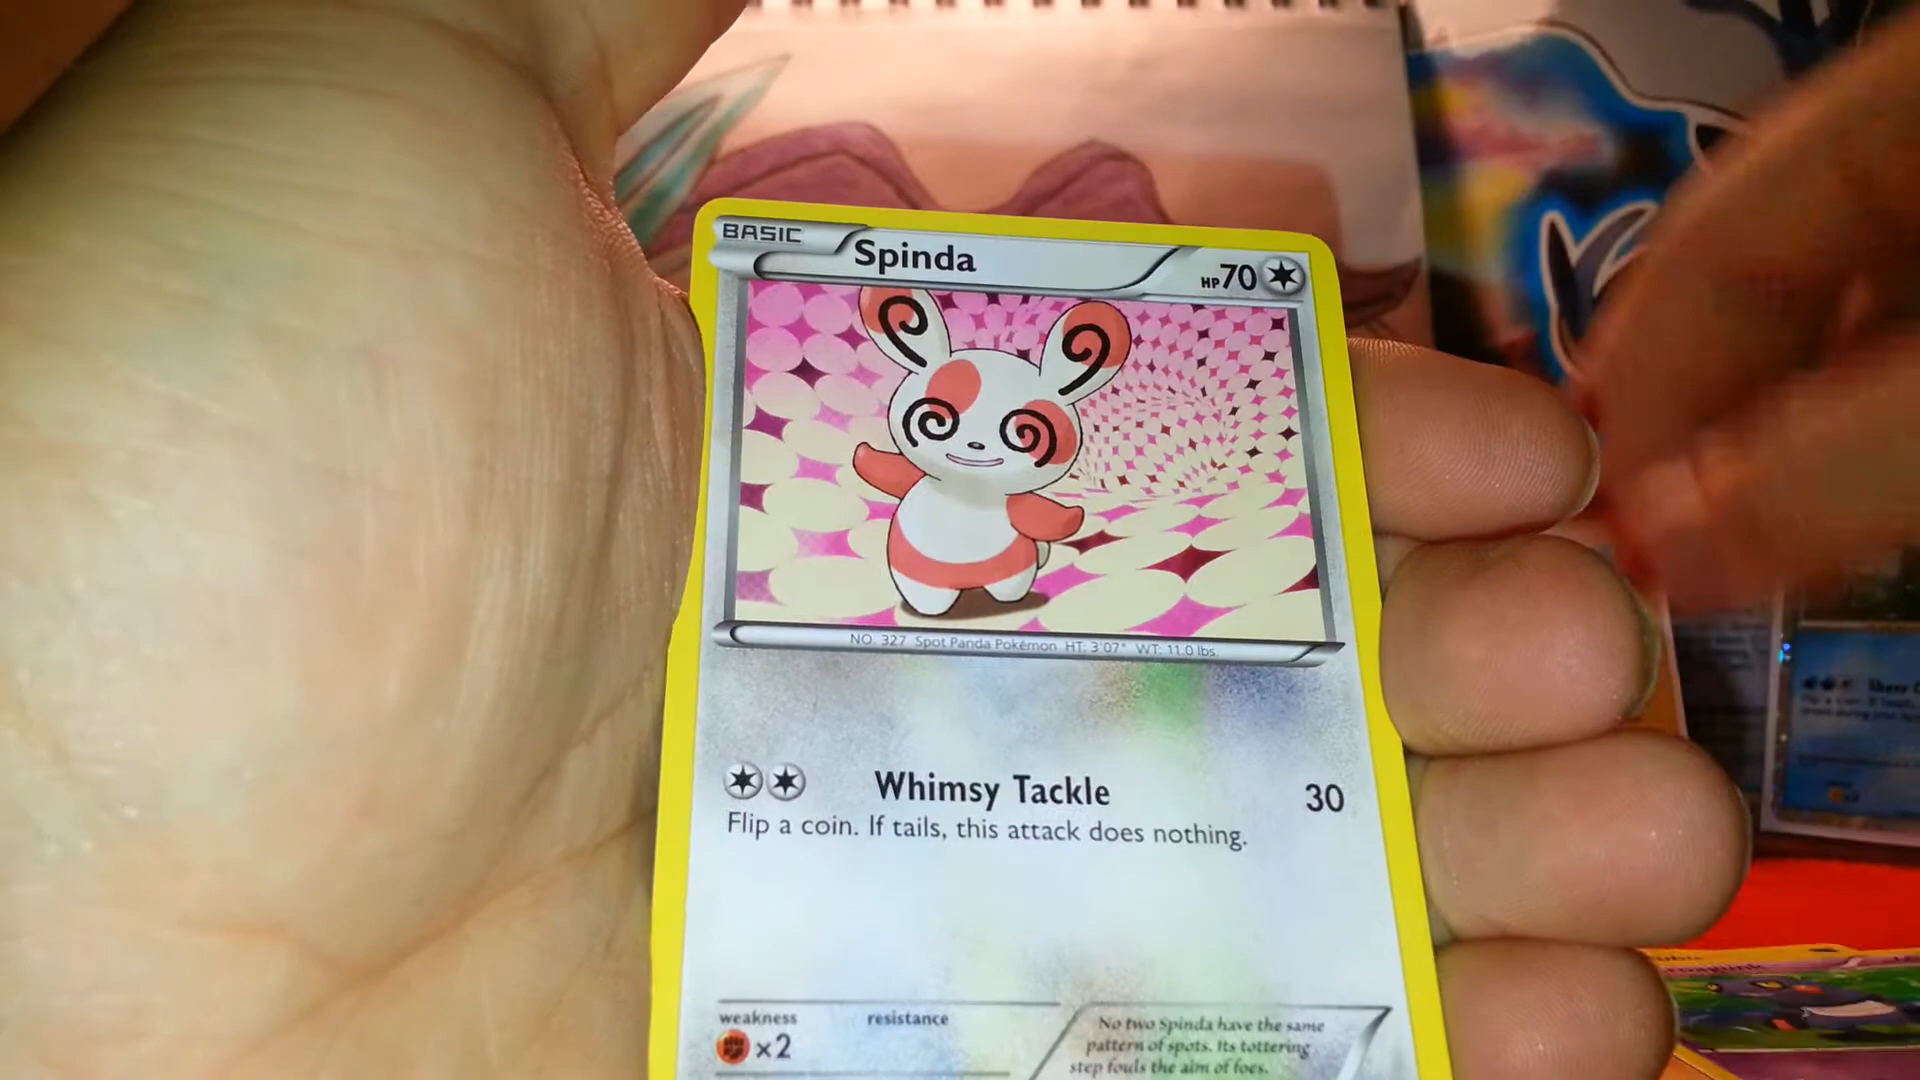 BASIC Spinda HP70
NO. 327 Spot Panda Pokémon HT: 3'07" WT: 11.0 lbs.
Whimsy Tackle 30
Flip a coin. If tails, this attack does nothing.
weakness resistance
×2
No two Spinda have the same
pattern of spots. Its tottering
step fouls the aim of foes.